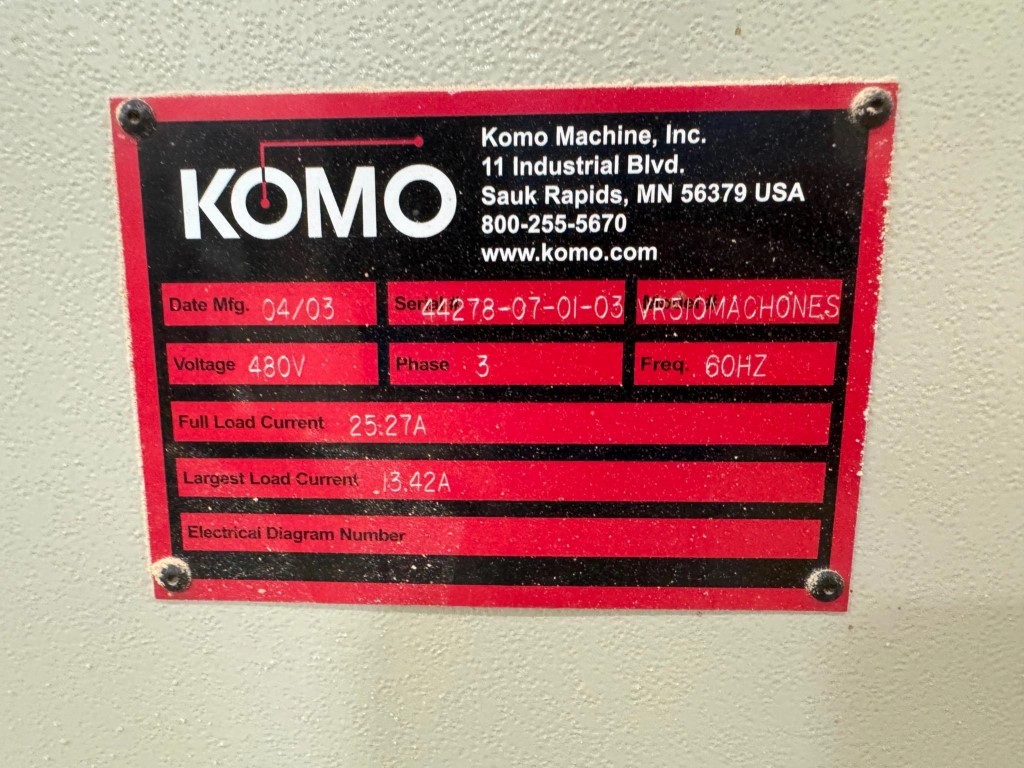 KOMO
Komo Machine, Inc.
11 Industrial Blvd.
Sauk Rapids, MN 56379 USA
800-255-5670
www.komo.com
Date Mfg. 04/03 Serial # 44278-07-01-03 Model # VR510MACHONES
Voltage 480V Phase 3 Freq. 60HZ
Full Load Current 25.27A
Largest Load Current 13.42A
Electrical Diagram Number